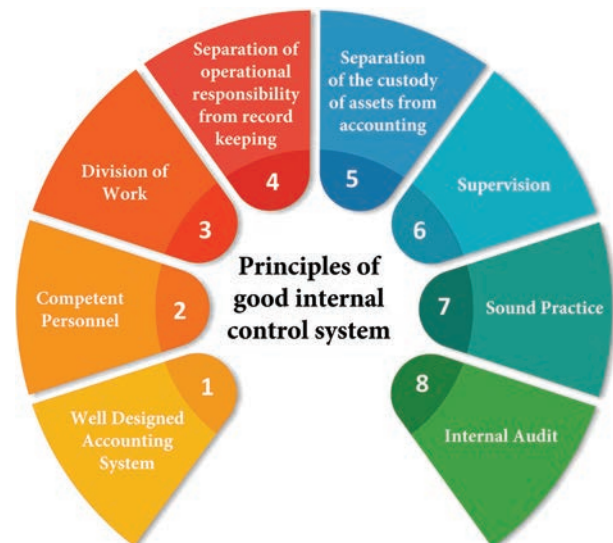 Principles of
good internal
control system
1
Well Designed
Accounting
System
2
Competent
Personnel
3
Division of
Work
4
Separation of
operational
responsibility
from record
keeping
5
Separation
of the custody
of assets from
accounting
6
Supervision
7
Sound Practice
8
Internal Audit